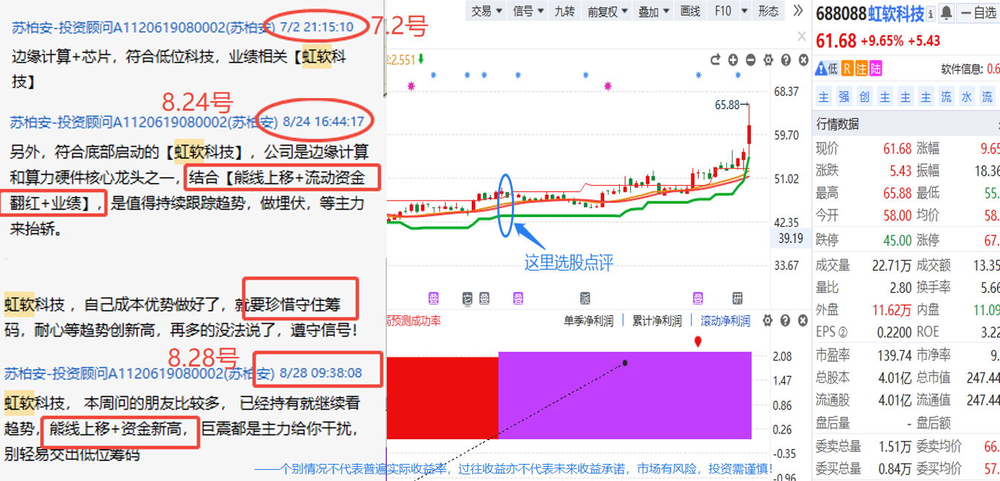 苏柏安-投资顾问A1120619080002(苏柏安) 7/2 21:15:10
7.2号
边缘计算+芯片，符合低位科技，业绩相关【虹软科
技】
8.24号
苏柏安-投资顾问A1120619080002(苏柏安) 8/24 16:44:17
另外，符合底部启动的【虹软科技】，公司是边缘计算
和算力硬件核心龙头之一，结合【能线上移+流动资金
翻红+业绩】，是值得持续跟踪趋势，做埋伏，等主力
来抬轿。
虹软科技 ，自己成本优势做好了，就要珍惜守住筹
码，耐心等趋势创新高，再多的没法说了，遵守信号！
8.28号
苏柏安-投资顾问A1120619080002(苏柏安) 8/28 09:38:08
虹软科技， 本周问的朋友比较多， 已经持有就继续看
趋势，能线上移+资金新高，巨震都是主力给你干扰，
别轻易交出低位筹码
交易 信号 九转 前复权 叠加 画线 F10 形态
:2.551
65.88
68.37
59.70
51.02
42.35
39.19
33.67
这里选股点评
叠 它 叠 叠 派 叠 研
预测成功率
单季净利润 累计净利润 滚动净利润
2.08
1.47
0.86
0.26
-0.35
-0.96
——个别情况不代表普遍实际收益率，过往收益亦不代表未来收益承诺，市场有风险，投资需谨慎！
688088虹软科技 一自选
61.68 +9.65% +5.43
低 R 注 陆 软件信息: 0.6
主 强 创 主 主 主 流 水 流
行情数据
现价 61.68 涨幅 9.65
涨跌 5.43 振幅 18.36
最高 65.88 最低 55.
今开 58.00 均价 58.
跌停 45.00 涨停 67.
成交量 22.71万 成交额 13.35
量比 2.80 换手率 5.66
外盘 11.62万 内盘 11.09
EPS② 0.2200 ROE 3.22
市盈率 139.74 市净率 9.
总股本 4.01亿 总市值 247.44
流通股 4.01亿 流通值 247.44
盘后量 - 盘后额
委卖总量 1.51万 委卖均价 66.
委买总量 0.84万 委买均价 57.